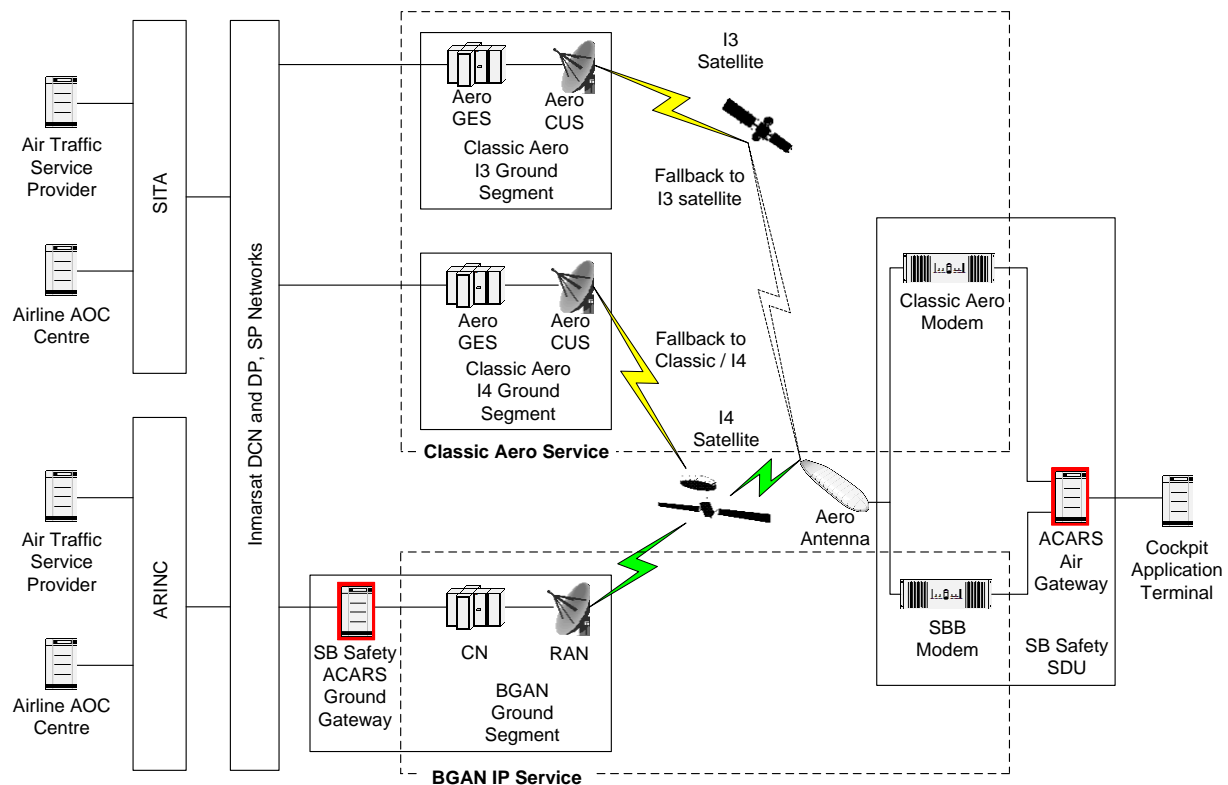 Air Traffic
Service
Provider
Airline AOC
Centre
SITA
Air Traffic
Service
Provider
Airline AOC
Centre
ARINC
Inmarsat DCN and DP, SP Networks
Aero
GES
Aero
CUS
Classic Aero
I3 Ground
Segment
I3
Satellite
Fallback to
I3 satellite
Aero
GES
Aero
CUS
Classic Aero
I4 Ground
Segment
Fallback to
Classic / I4
I4
Satellite
Classic Aero Service
Aero
Antenna
Classic Aero
Modem
SBB
Modem
ACARS
Air
Gateway
SB Safety
SDU
Cockpit
Application
Terminal
SB Safety
ACARS
Ground
Gateway
CN
RAN
BGAN
Ground
Segment
BGAN IP Service